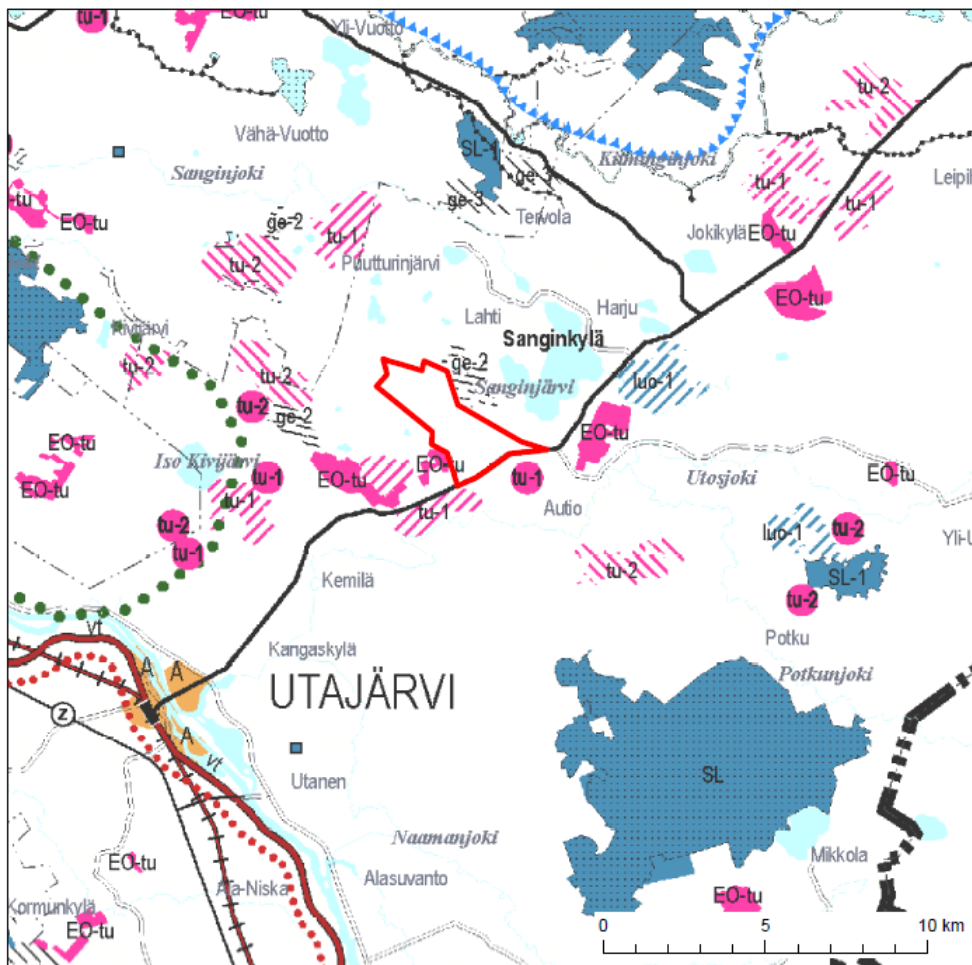 tu-1
Yli-Vuotto
tu-2
Vähä-Vuotto
SL-1
Kiiminginjoki
Sanginjoki
ge-3
tu-1
-tu
EO-tu
ge-3
Tervola
tu-1
Leipi
ge-2
tu-1
Jokikylä
EO-tu
tu-2
Puutturinjärvi
EO-tu
Lahti
Harju
Kivijärvi
Sanginkylä
tu-2
tu-2
ge-2
Sanginjärvi
luo-1
tu-2
ge-2
EO-tu
Iso Kivijärvi
EO-tu
EO-tu
EO-tu
tu-1
tu-1
Utosjoki
EO-tu
tu-1
Autio
tu-1
tu-2
luo-1
tu-2
tu-1
Yli-U
tu-2
SL-1
Kemilä
tu-2
vt
Potku
A
A
Kangaskylä
Potkunjoki
UTAJÄRVI
z
A
vt
Utanen
SL
Naamanjoki
Mikkola
EO-tu
Ala-Niska
Alasuvanto
EO-tu
Kormunkylä
EO-tu
0 5 10 km